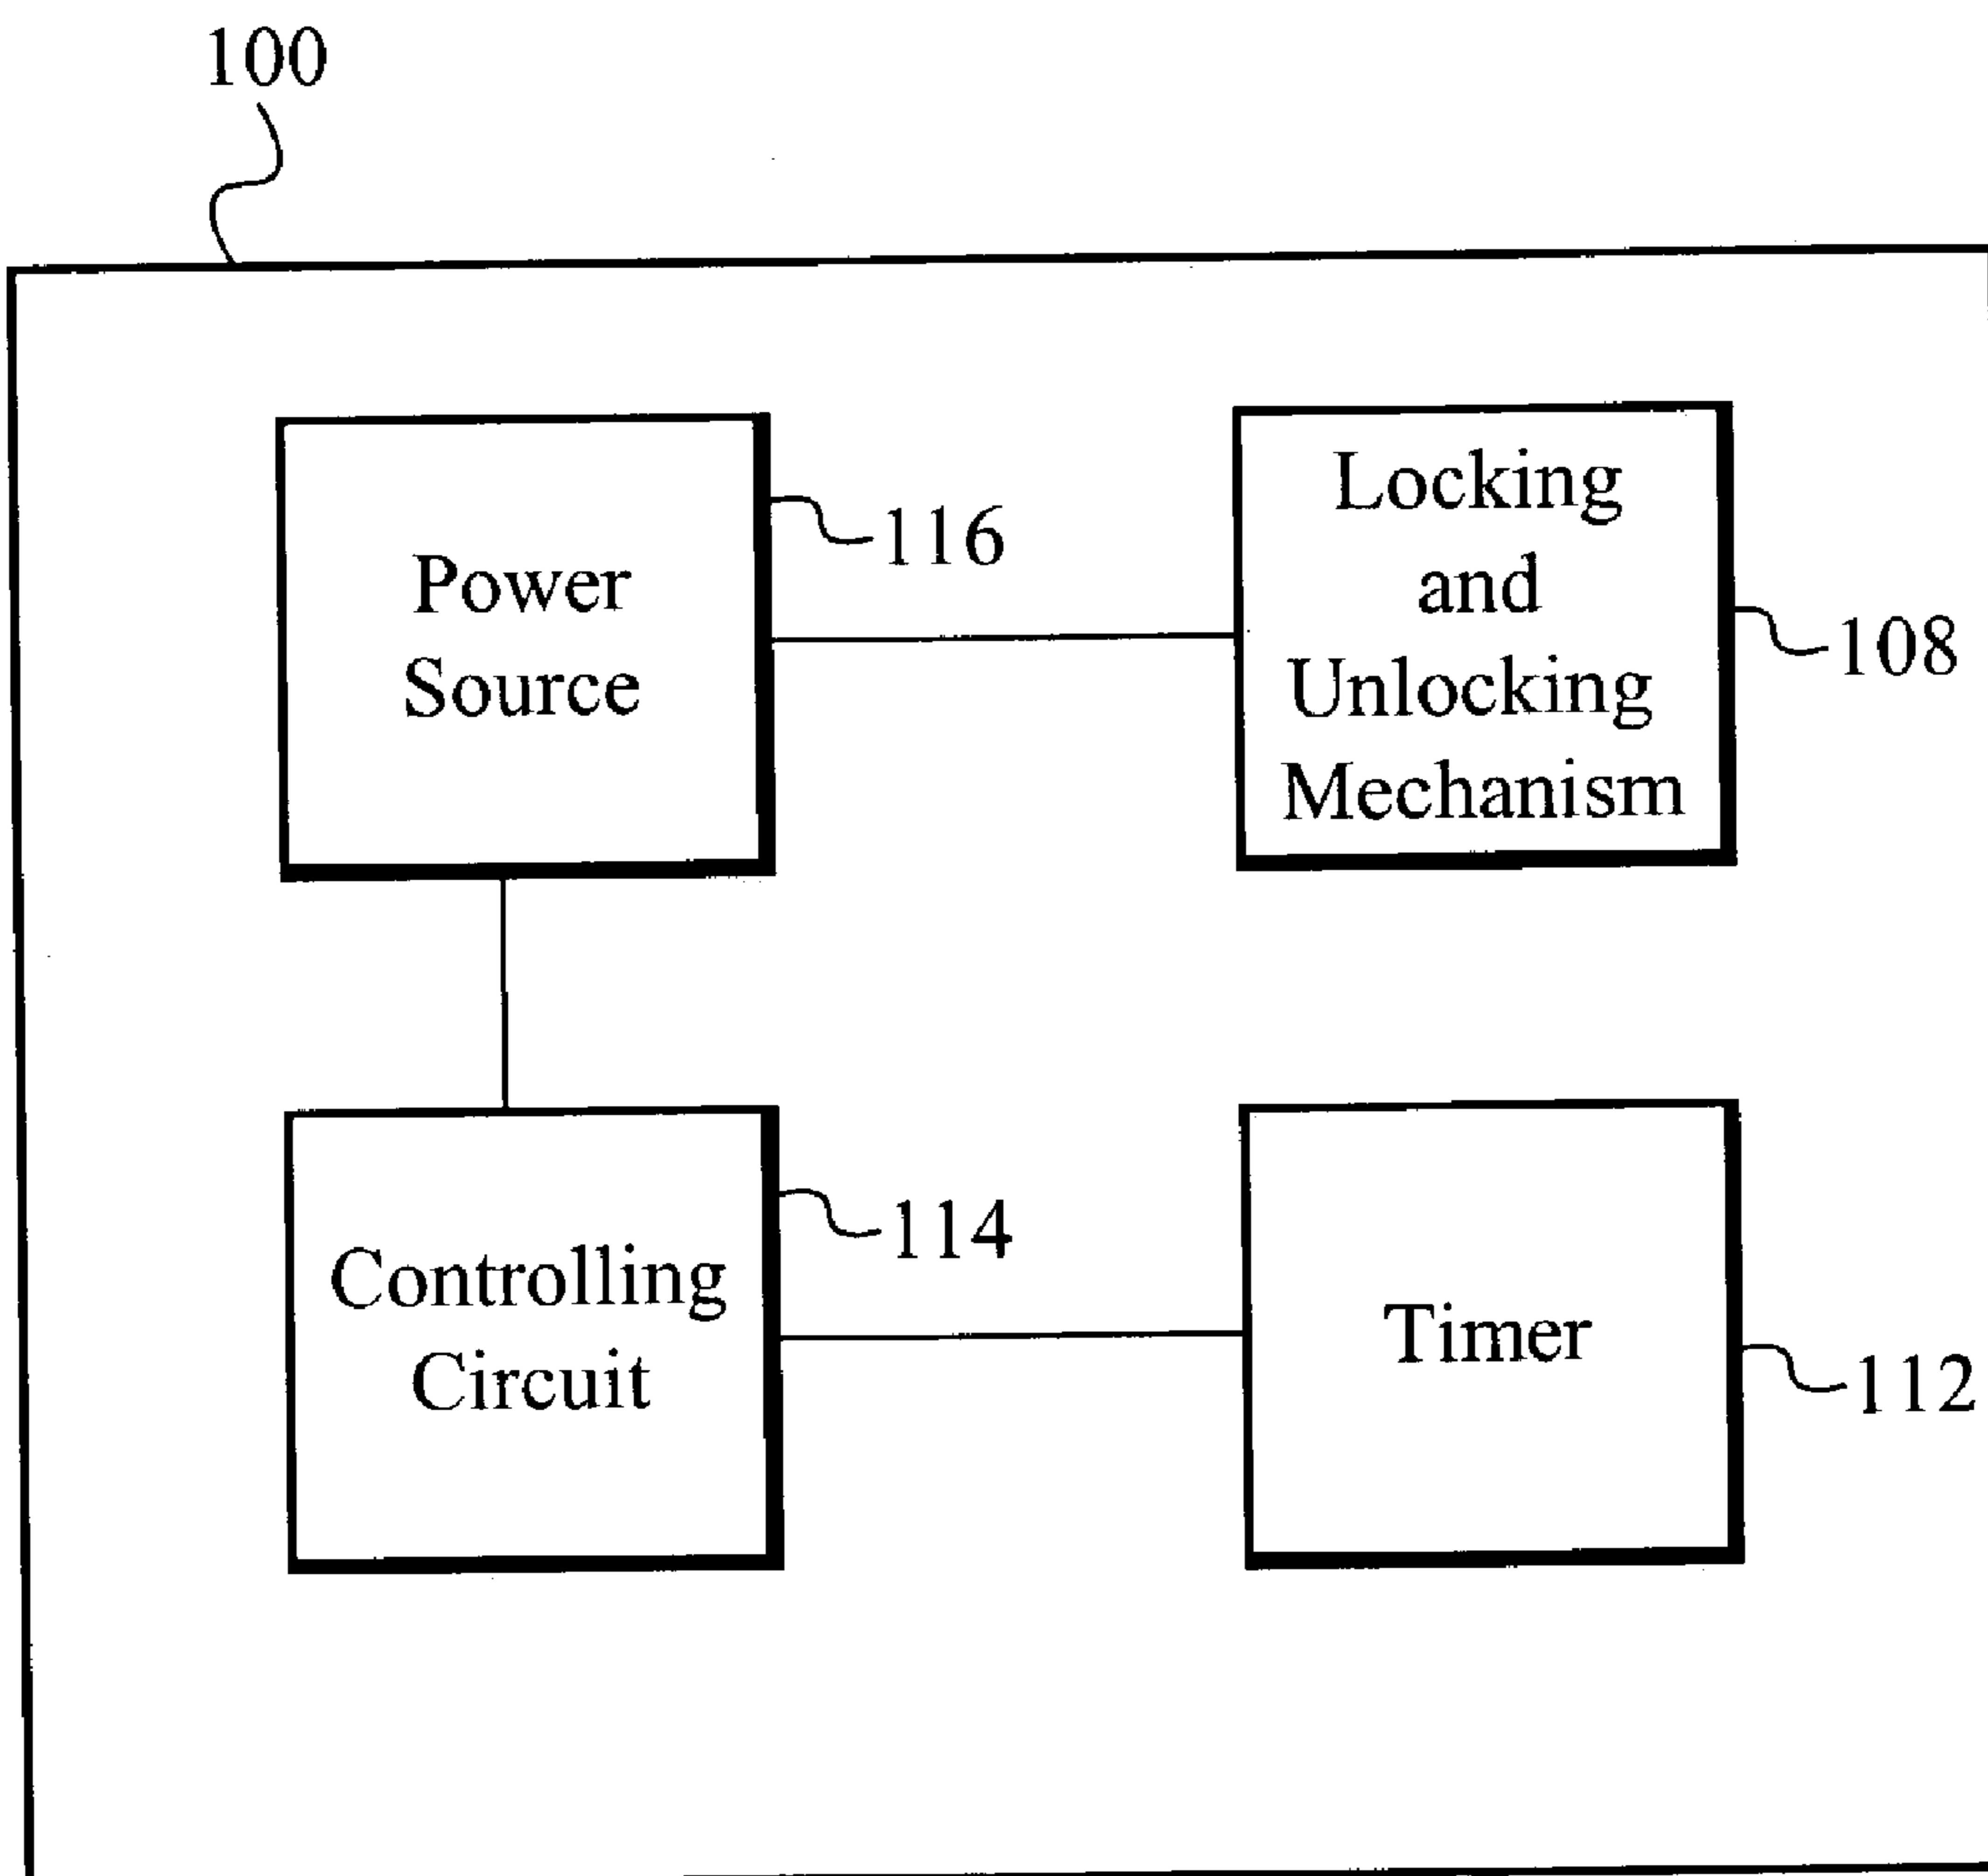 100
Power
Source
116
Locking
and
Unlocking
Mechanism
108
Controlling
Circuit
114
Timer
112